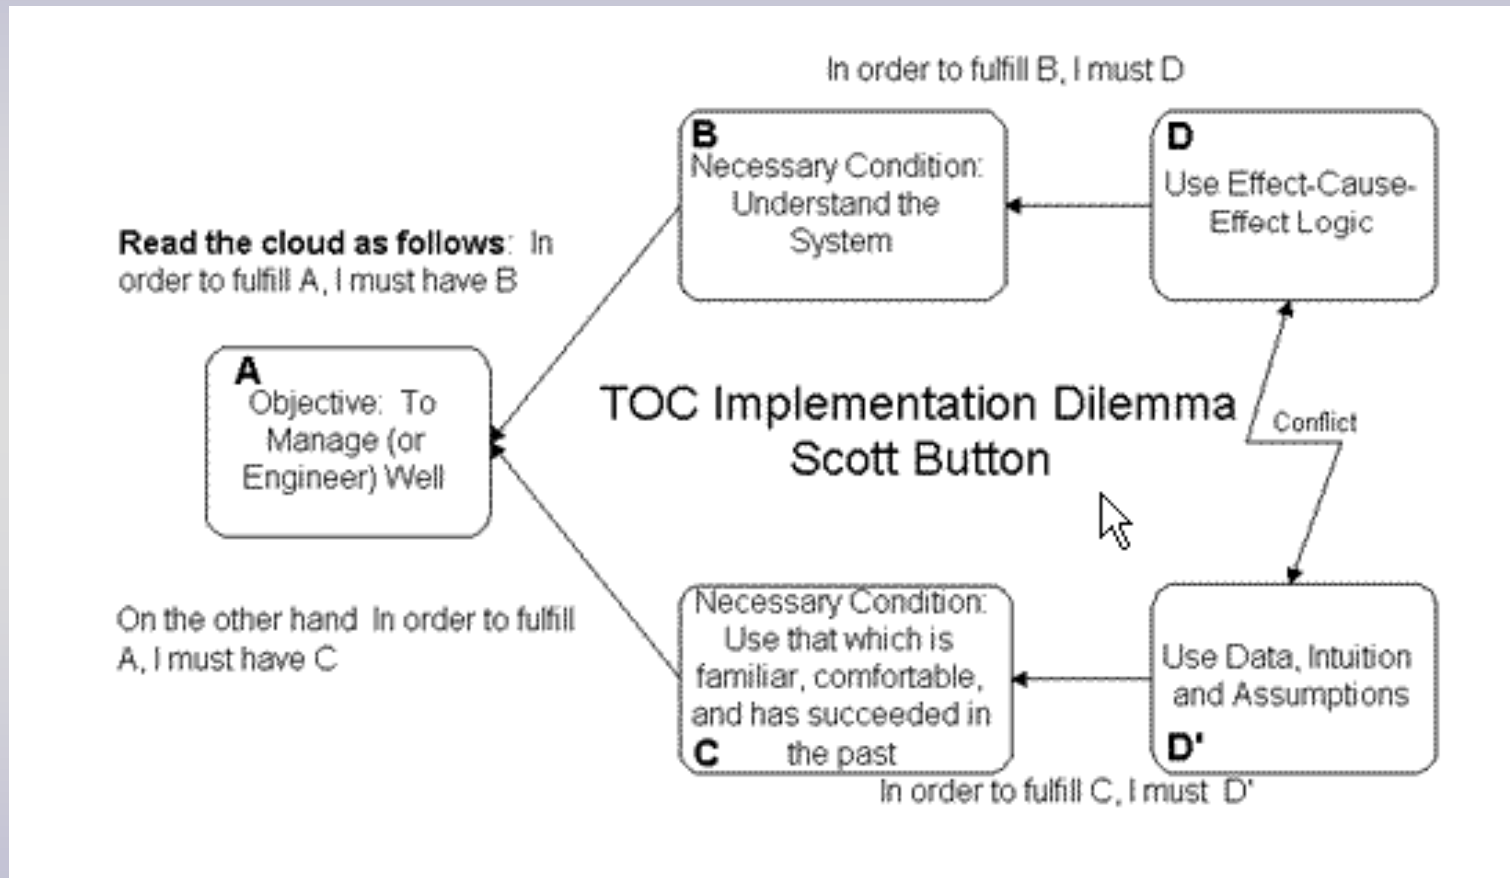 In order to fulfill B, I must D
B
Necessary Condition:
Understand the
System
D
Use Effect-Cause-
Effect Logic
Read the cloud as follows: In
order to fulfill A, I must have B
A
Objective: To
Manage (or
Engineer) Well
TOC Implementation Dilemma
Scott Button
Conflict
On the other hand In order to fulfill
A, I must have C
Necessary Condition:
Use that which is
familiar, comfortable,
and has succeeded in
the past
C
Use Data, Intuition
and Assumptions
D'
In order to fulfill C, I must D'